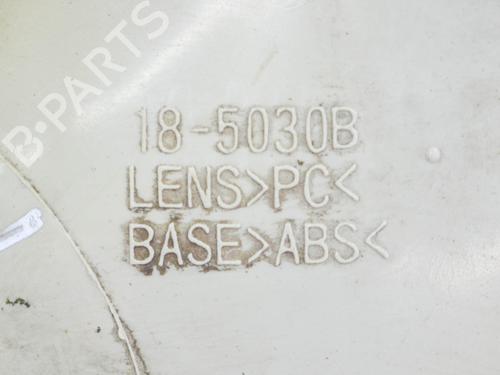 B-PARTS
18-5030B
LENS>PC<
BASE>ABS<